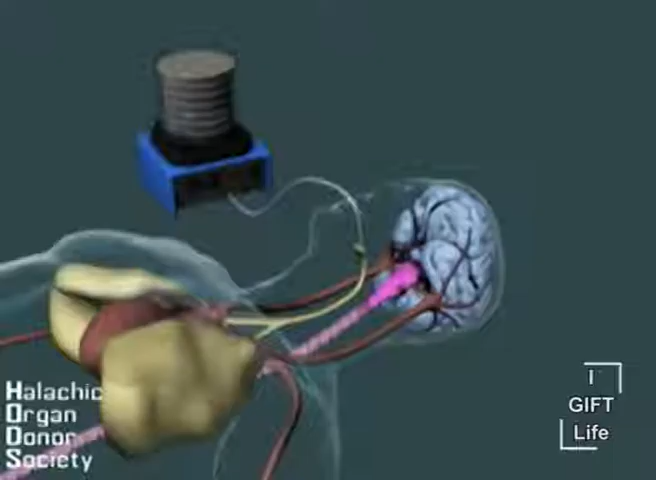 Halachic
Organ
Donor
Society
I
GIFT
Life